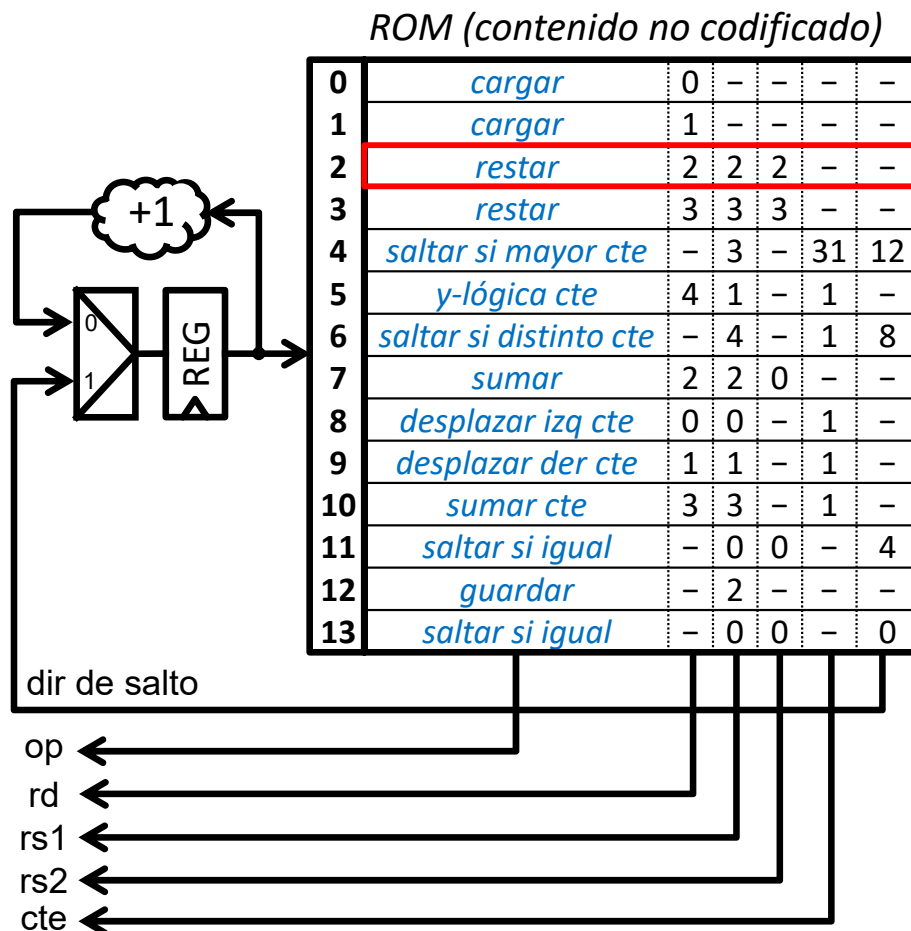 ROM (contenido no codificado)
0 cargar 0 – – – –
1 cargar 1 – – – –
2 restar 2 2 2 – –
3 restar 3 3 3 – –
4 saltar si mayor cte – 3 – 31 12
5 y-lógica cte 4 1 – 1 –
6 saltar si distinto cte – 4 – 1 8
7 sumar 2 2 0 – –
8 desplazar izq cte 0 0 – 1 –
9 desplazar der cte 1 1 – 1 –
10 sumar cte 3 3 – 1 –
11 saltar si igual – 0 0 – 4
12 guardar – 2 – – –
13 saltar si igual – 0 0 – 0
+1
0
1
REG
dir de salto
op
rd
rs1
rs2
cte